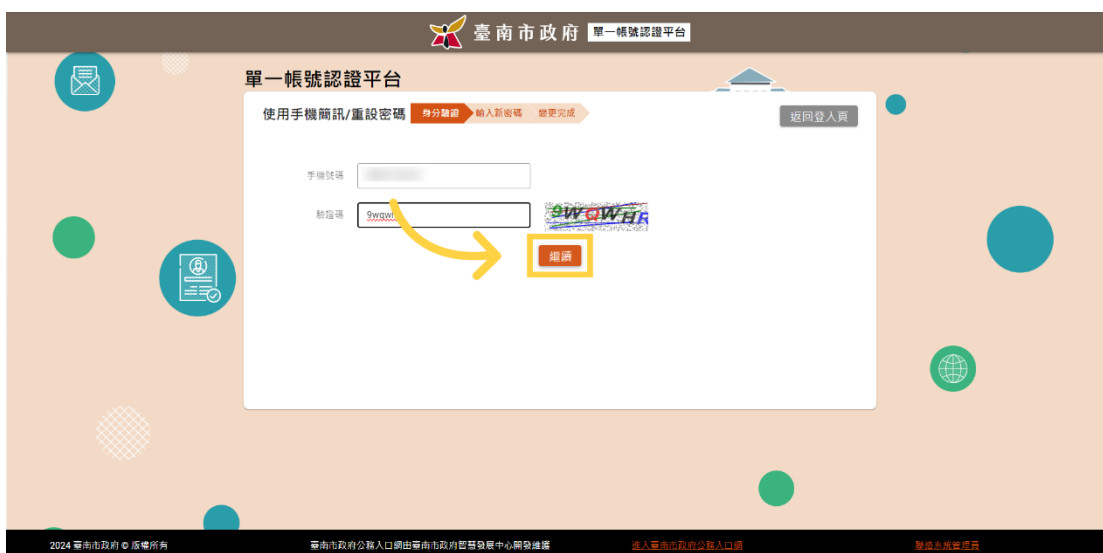 臺南市政府 單一帳號認證平台
單一帳號認證平台
使用手機簡訊/重設密碼 身分驗證 輸入新密碼 變更完成 返回登入頁
手機號碼
驗證碼 9wqwh
9WQWHR
繼續
2024 臺南市政府 © 版權所有 臺南市政府公務入口網由臺南市政府智慧發展中心開發維護 進入臺南市政府公務入口網 聯絡系統管理員